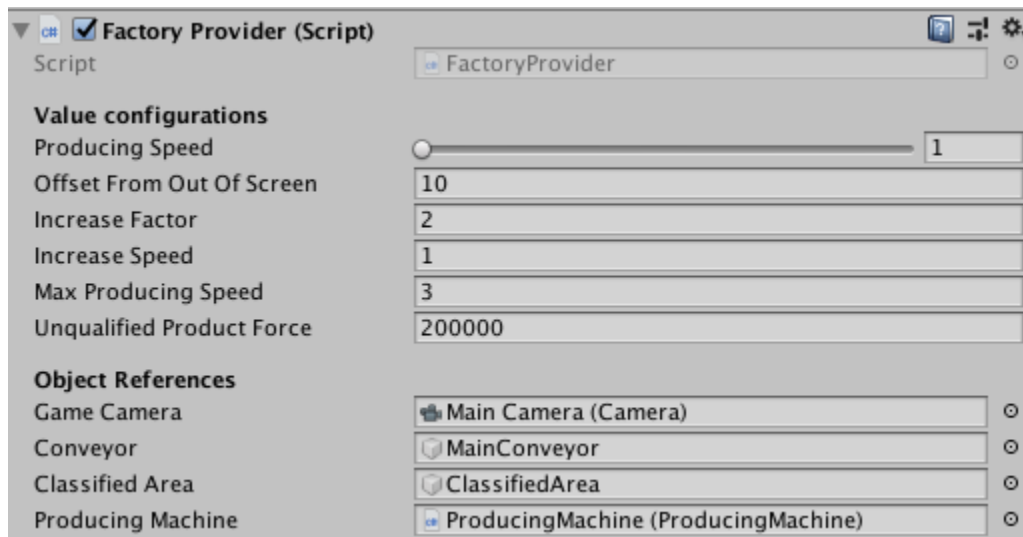 Factory Provider (Script)
Script FactoryProvider
Value configurations
Producing Speed 1
Offset From Out Of Screen 10
Increase Factor 2
Increase Speed 1
Max Producing Speed 3
Unqualified Product Force 200000
Object References
Game Camera Main Camera (Camera)
Conveyor MainConveyor
Classified Area ClassifiedArea
Producing Machine ProducingMachine (ProducingMachine)